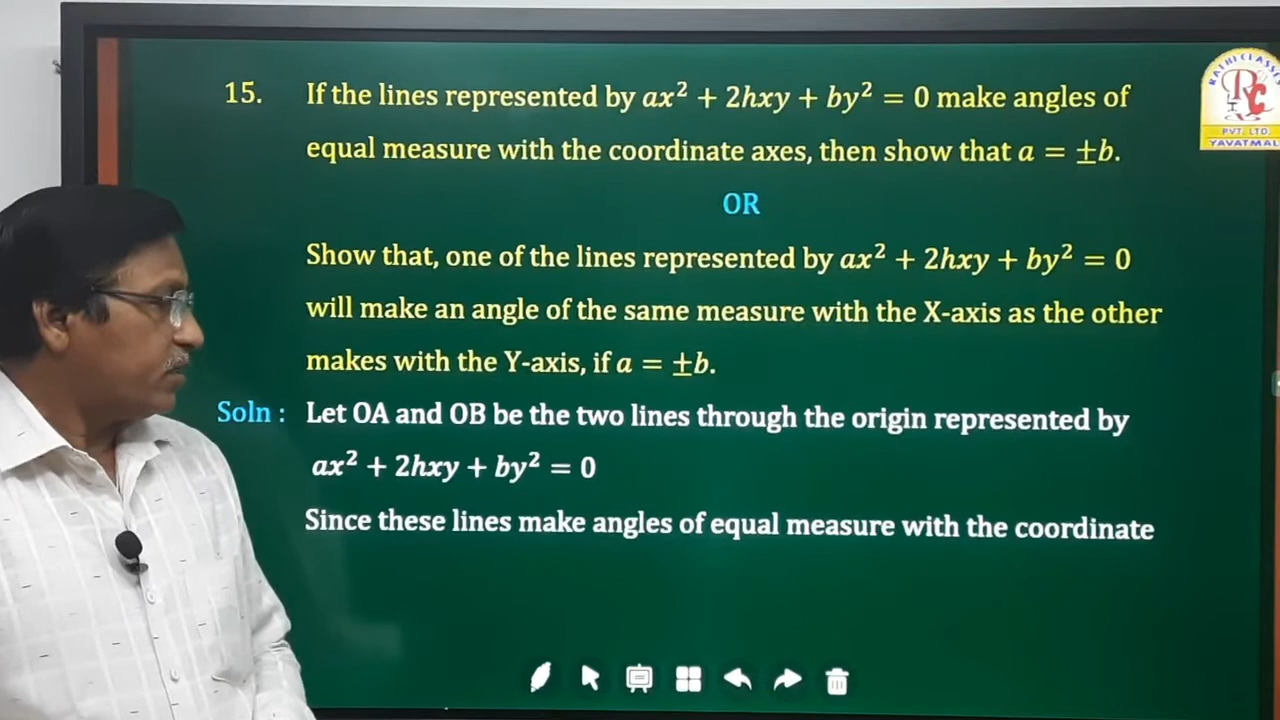 15. If the lines represented by ax² + 2hxy + by² = 0 make angles of
equal measure with the coordinate axes, then show that a = ±b.
OR
Show that, one of the lines represented by ax² + 2hxy + by² = 0
will make an angle of the same measure with the X-axis as the other
makes with the Y-axis, if a = ±b.
Soln : Let OA and OB be the two lines through the origin represented by
ax² + 2hxy + by² = 0
Since these lines make angles of equal measure with the coordinate
RATHI CLASSES
RC
PVT. LTD.
YAVATMAL